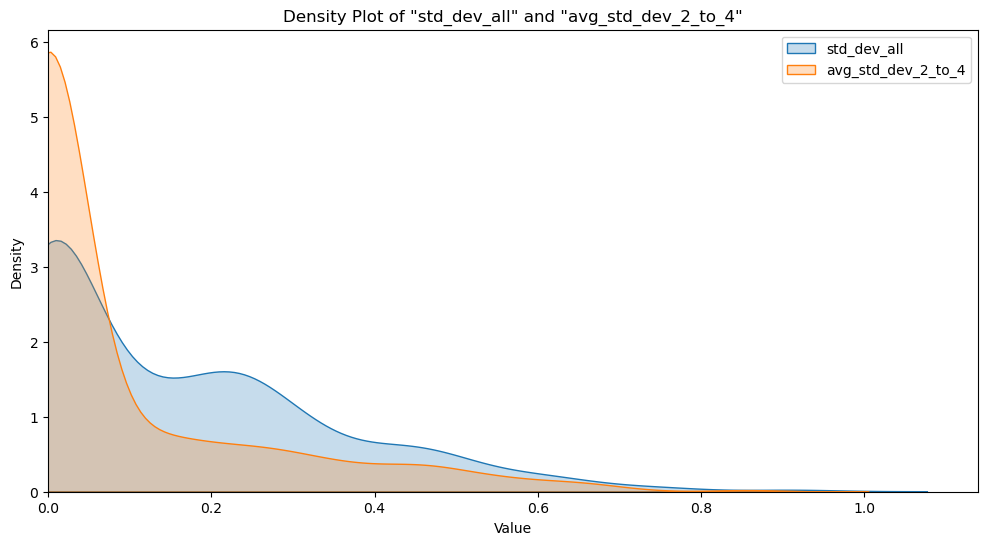 Density Plot of "std_dev_all" and "avg_std_dev_2_to_4"
std_dev_all
avg_std_dev_2_to_4
Density
6
5
4
3
2
1
0
0.0
0.2
0.4
0.6
0.8
1.0
Value